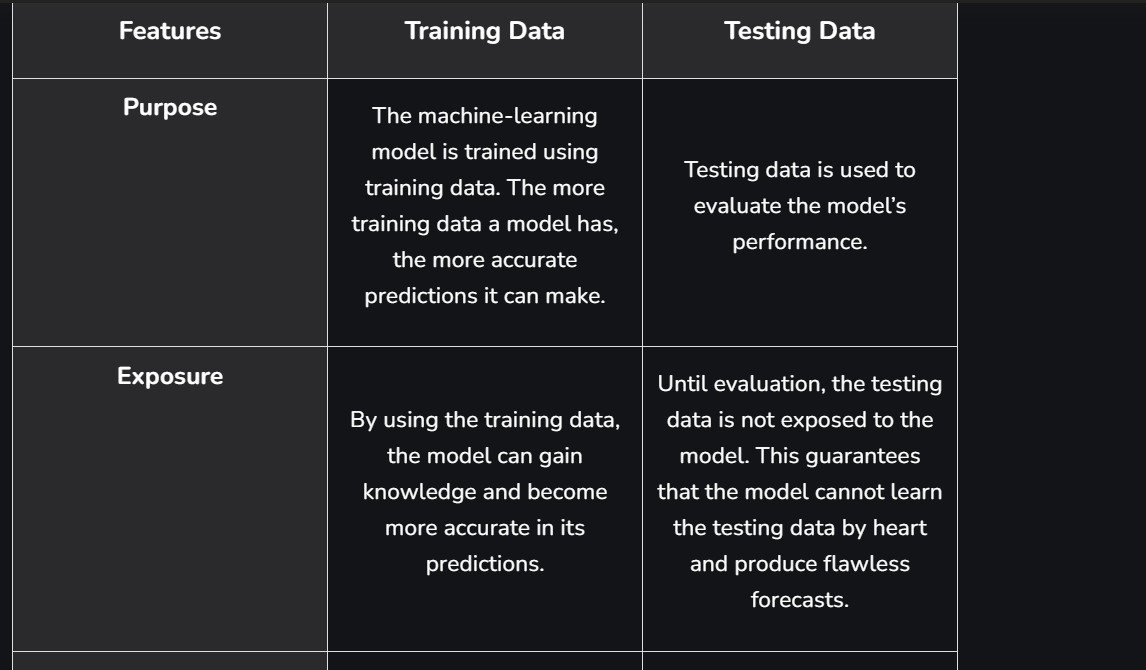 Features
Training Data
Testing Data
Purpose
The machine-learning
model is trained using
training data. The more
training data a model has,
the more accurate
predictions it can make.
Testing data is used to
evaluate the model’s
performance.
Exposure
By using the training data,
the model can gain
knowledge and become
more accurate in its
predictions.
Until evaluation, the testing
data is not exposed to the
model. This guarantees
that the model cannot learn
the testing data by heart
and produce flawless
forecasts.